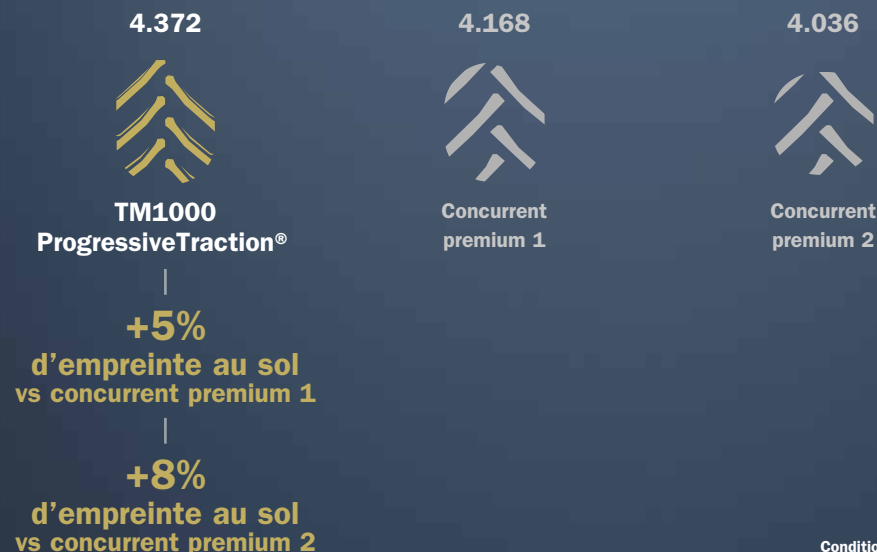 4.372
4.168
4.036
TM1000
ProgressiveTraction®
Concurrent
premium 1
Concurrent
premium 2
+5%
d’empreinte au sol
vs concurrent premium 1
+8%
d’empreinte au sol
vs concurrent premium 2